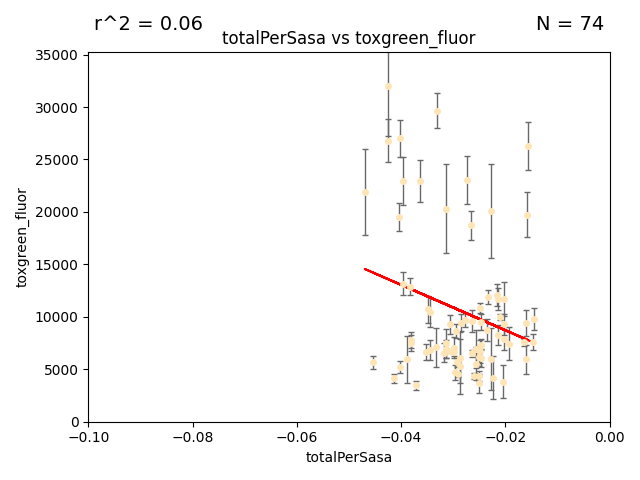 r^2 = 0.06
N = 74
totalPerSasa vs toxgreen_fluor
35000
30000
25000
20000
15000
10000
5000
0
toxgreen_fluor
−0.10
−0.08
−0.06
−0.04
−0.02
0.00
totalPerSasa